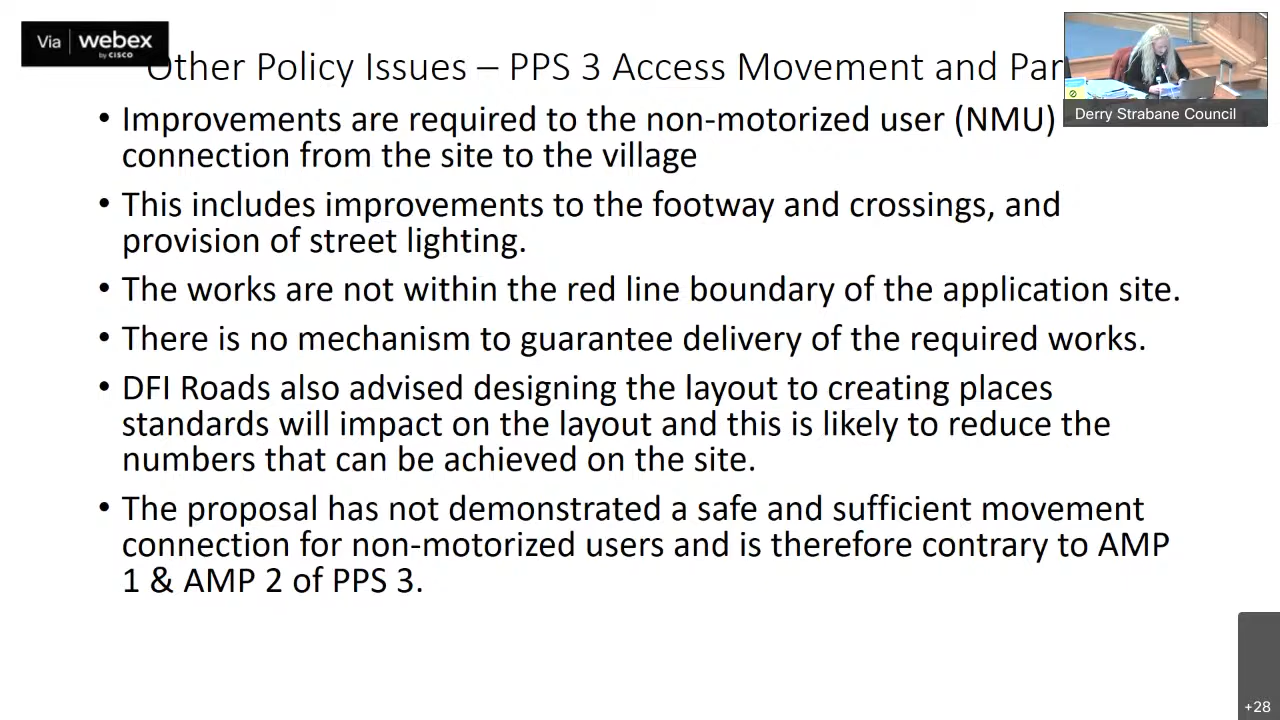 Via webex
by CISCO
Other Policy Issues – PPS 3 Access Movement and Par
Derry Strabane Council
• Improvements are required to the non-motorized user (NMU)
connection from the site to the village
• This includes improvements to the footway and crossings, and
provision of street lighting.
• The works are not within the red line boundary of the application site.
• There is no mechanism to guarantee delivery of the required works.
• DFI Roads also advised designing the layout to creating places
standards will impact on the layout and this is likely to reduce the
numbers that can be achieved on the site.
• The proposal has not demonstrated a safe and sufficient movement
connection for non-motorized users and is therefore contrary to AMP
1 & AMP 2 of PPS 3.
+28